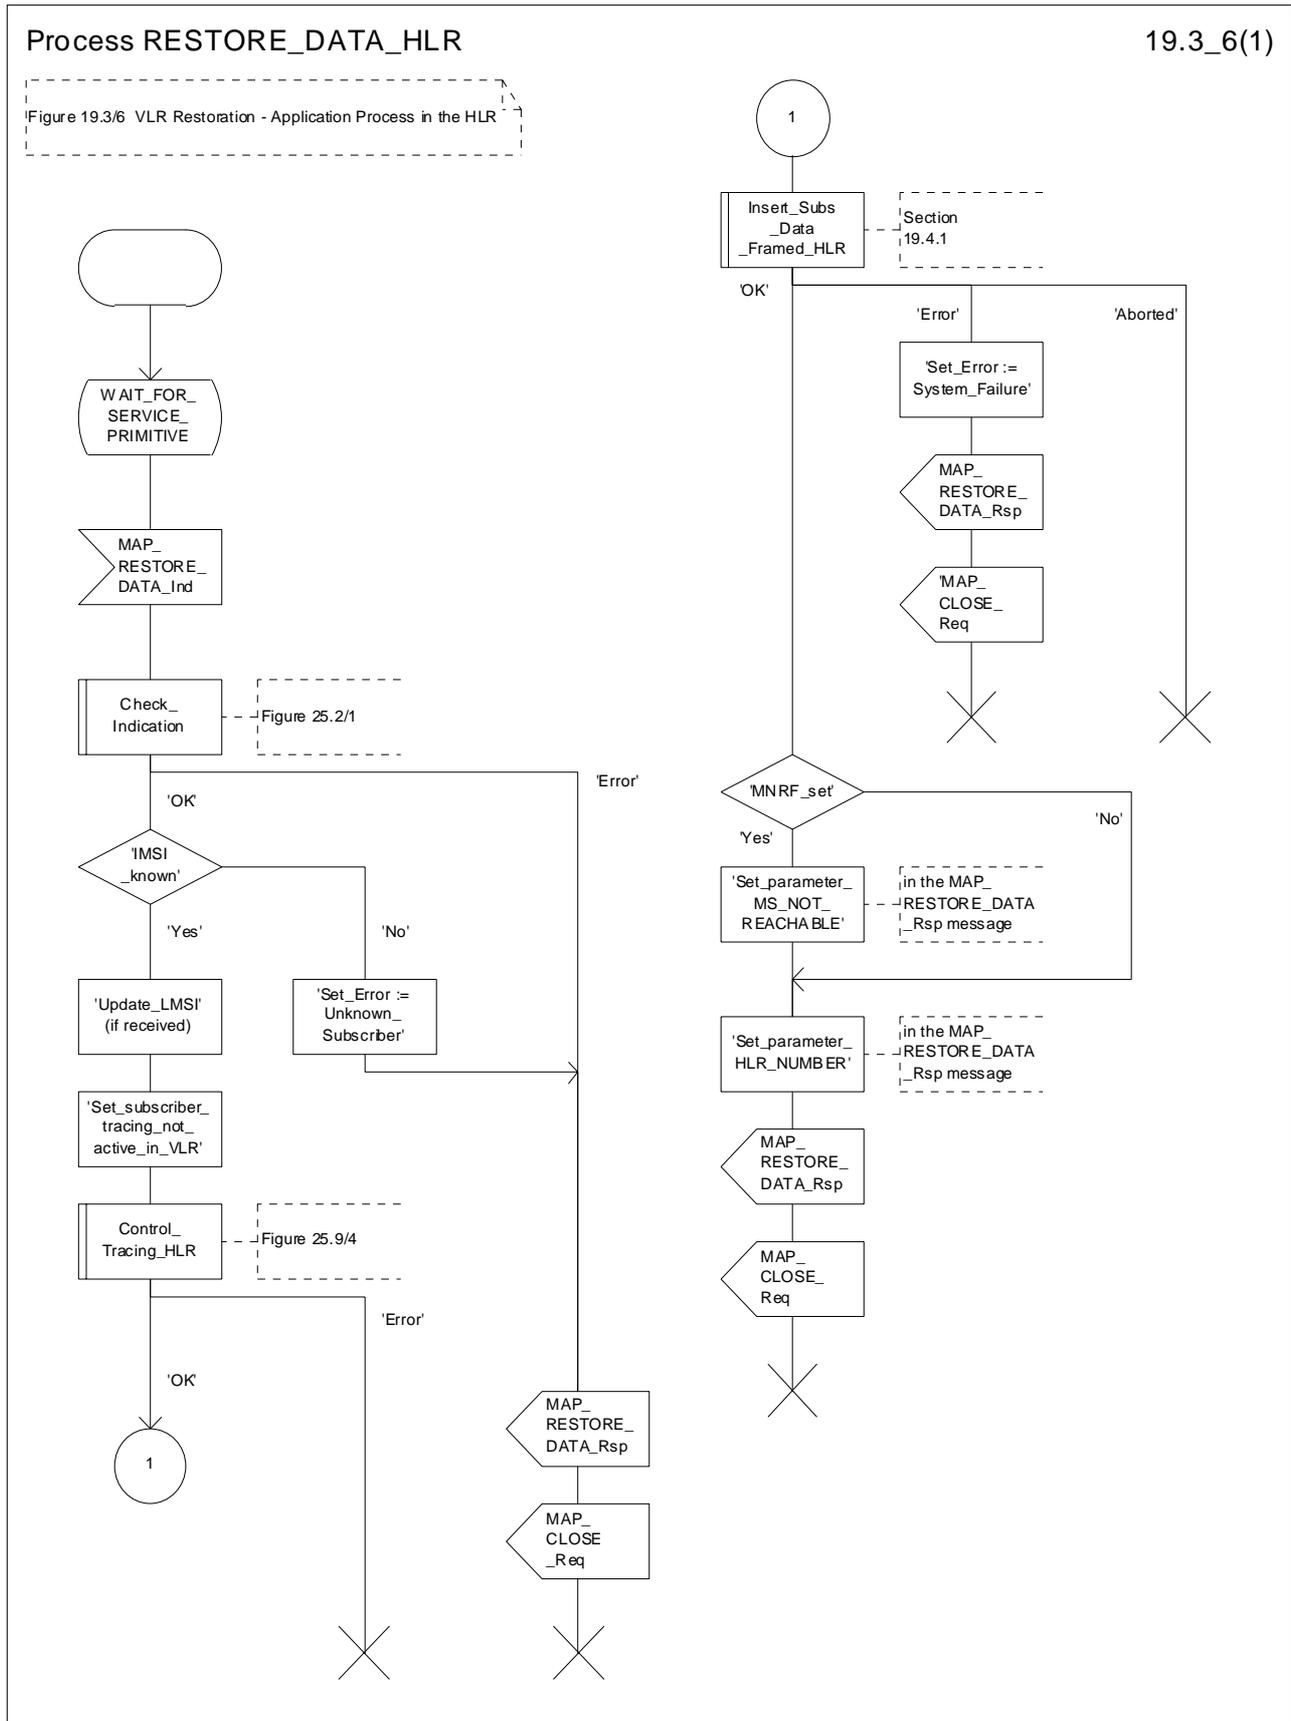 Process RESTORE_DATA_HLR
19.3_6(1)
Figure 19.3/6 VLR Restoration - Application Process in the HLR
WAIT_FOR_
SERVICE_
PRIMITIVE
MAP_
RESTORE_
DATA_Ind
Check_
Indication
Figure 25.2/1
'Error'
'OK'
'IMSI
_known'
'Yes'
'No'
'Update_LMSI'
(if received)
'Set_Error :=
Unknown_
Subscriber'
'Set_subscriber_
tracing_not_
active_in_VLR'
Control_
Tracing_HLR
Figure 25.9/4
'Error'
'OK'
1
MAP_
RESTORE_
DATA_Rsp
MAP_
CLOSE
_Req
1
Insert_Subs
_Data
_Framed_HLR
Section
19.4.1
'OK'
'Error'
'Aborted'
'Set_Error :=
System_Failure'
MAP_
RESTORE_
DATA_Rsp
'MAP_
CLOSE_
Req
'MNRF_set'
'No'
'Yes'
'Set_parameter_
MS_NOT_
REACHABLE'
in the MAP_
RESTORE_DATA
_Rsp message
'Set_parameter_
HLR_NUMBER'
in the MAP_
RESTORE_DATA
_Rsp message
MAP_
RESTORE_
DATA_Rsp
MAP_
CLOSE_
Req